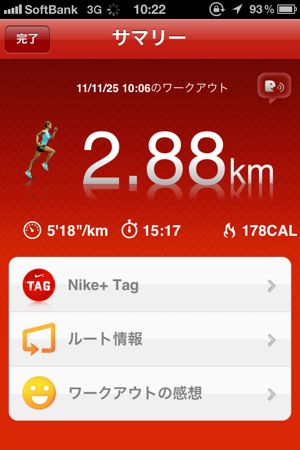 SoftBank 3G 10:22 93%
完了 サマリー
11/11/25 10:06のワークアウト
2.88km
5'18"/km 15:17 178CAL
TAG Nike+ Tag
ルート情報
ワークアウトの感想